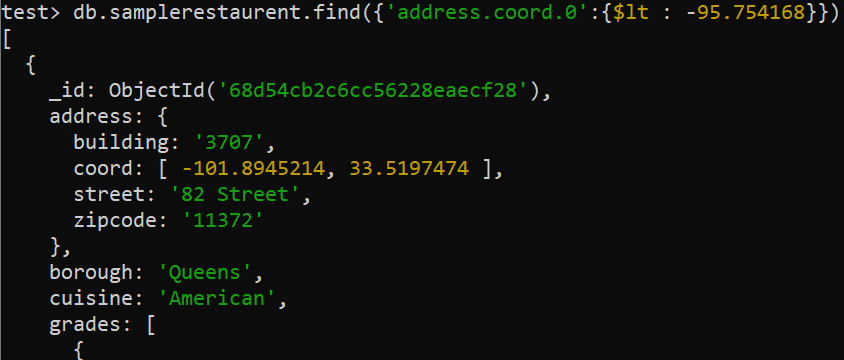 test> db.samplerestaurent.find({'address.coord.0':{$lt : -95.754168}})
[
  {
    _id: ObjectId('68d54cb2c6cc56228eaecf28'),
    address: {
      building: '3707',
      coord: [ -101.8945214, 33.5197474 ],
      street: '82 Street',
      zipcode: '11372'
    },
    borough: 'Queens',
    cuisine: 'American',
    grades: [
      {